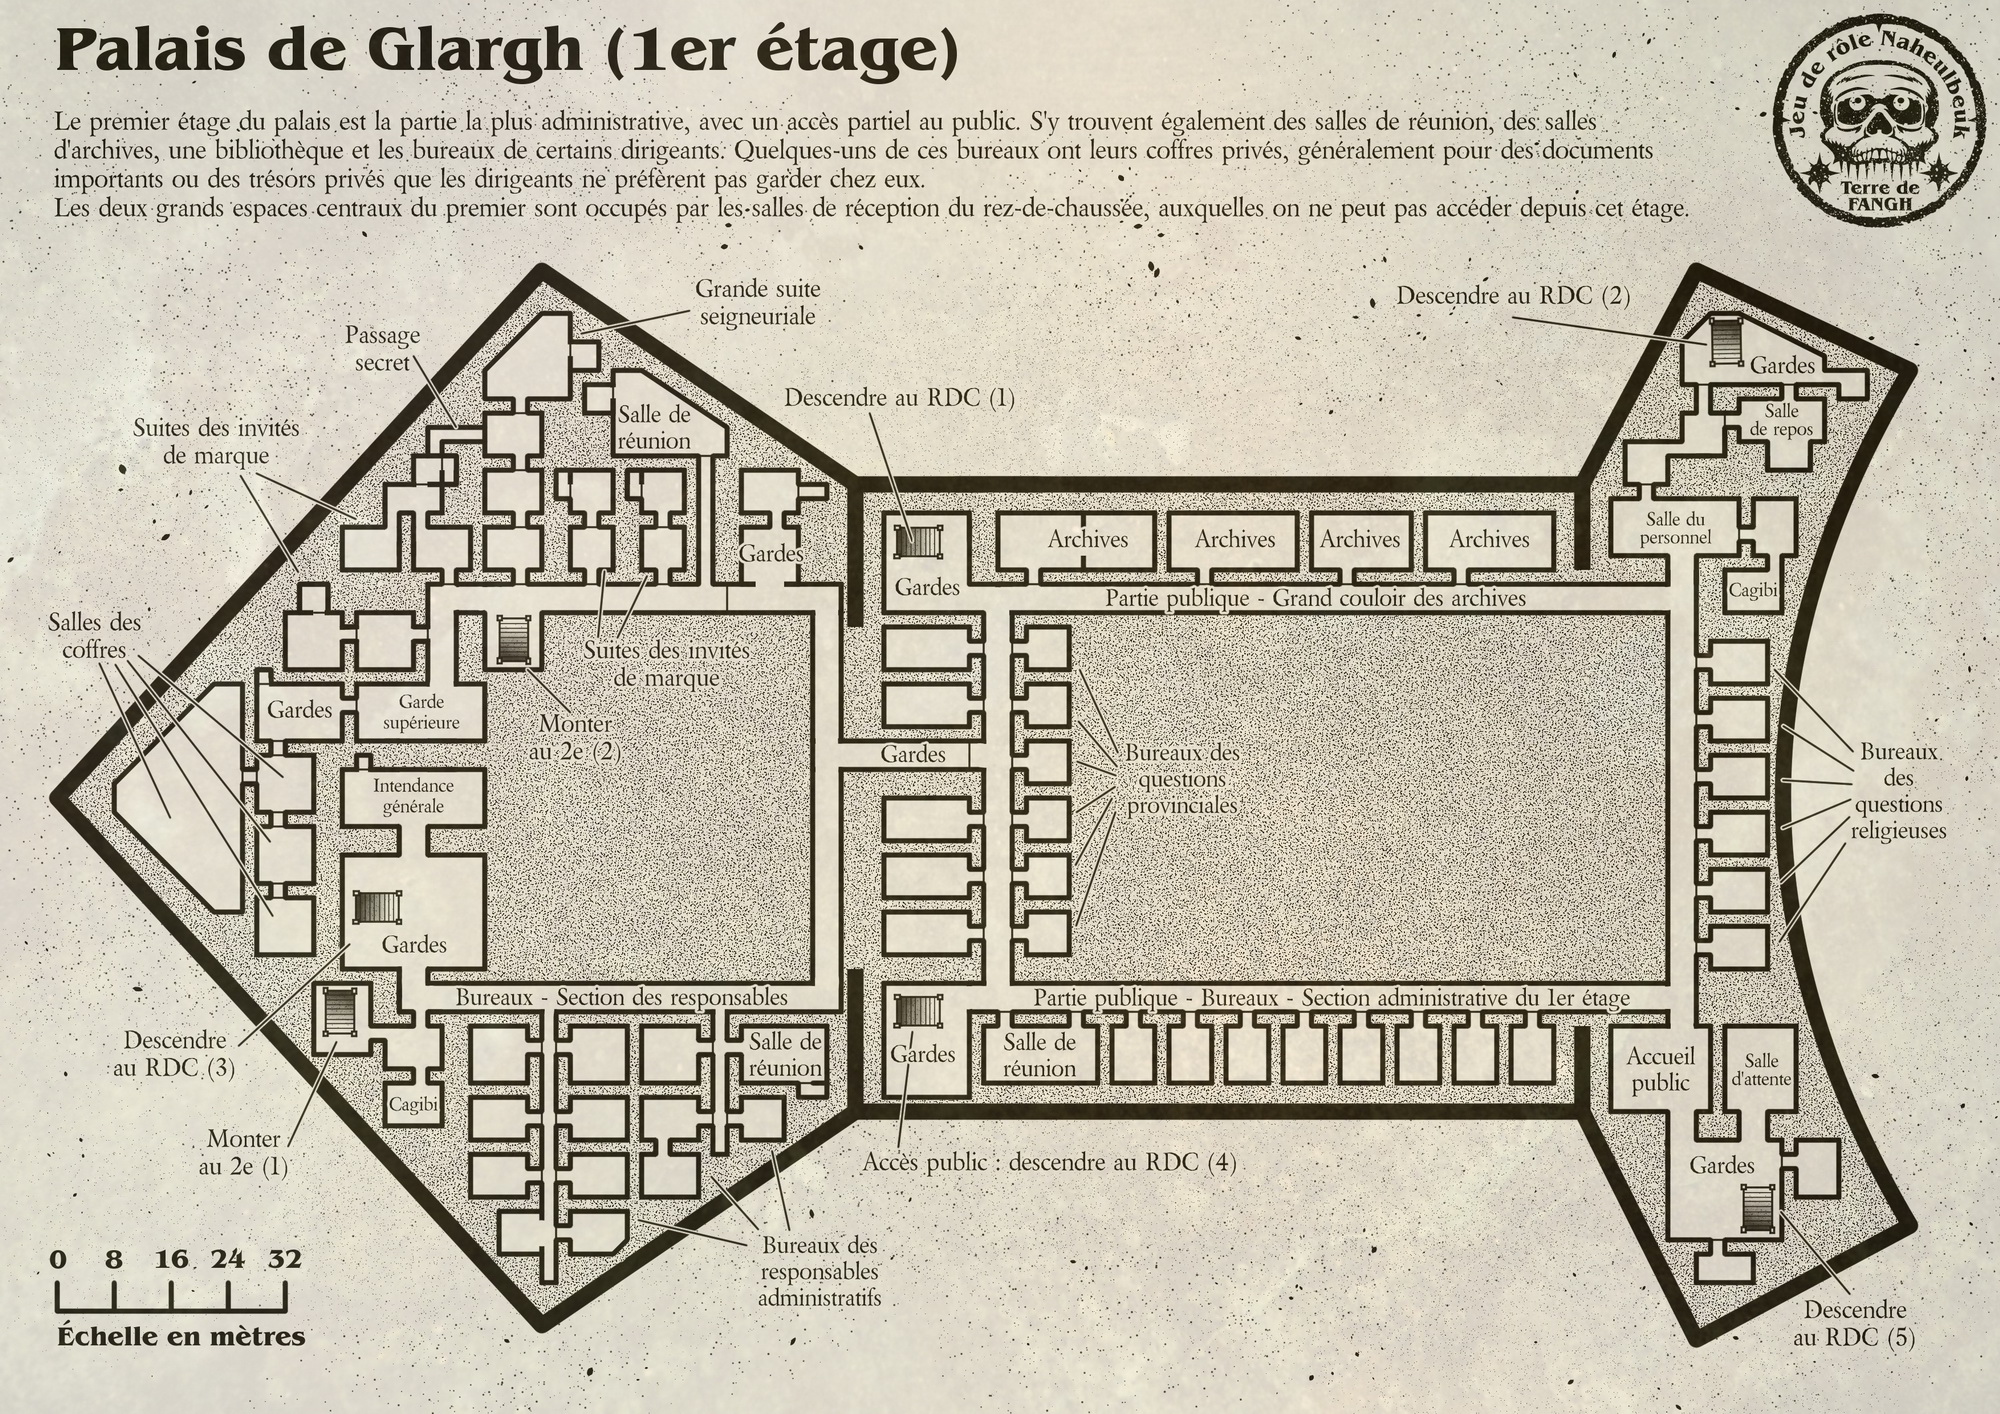 Palais de Glargh (1er étage)
Jeu de rôle Naheulbeuk
Terre de
FANGH
Le premier étage du palais est la partie la plus administrative, avec un accès partiel au public. S'y trouvent également des salles de réunion, des salles
d'archives, une bibliothèque et les bureaux de certains dirigeants. Quelques-uns de ces bureaux ont leurs coffres privés, généralement pour des documents
importants ou des trésors privés que les dirigeants ne préfèrent pas garder chez eux.
Les deux grands espaces centraux du premier sont occupés par les salles de réception du rez-de-chaussée, auxquelles on ne peut pas accéder depuis cet étage.
Grande suite
seigneuriale
Descendre au RDC (2)
Passage
secret
Gardes
Descendre au RDC (1)
Salle de
réunion
Salle
de repos
Suites des invités
de marque
Salle du
personnel
Archives
Archives
Archives
Archives
Gardes
Gardes
Cagibi
Partie publique - Grand couloir des archives
Salles des
coffres
Suites des invités
de marque
Gardes
Garde
supérieure
Monter
au 2e (2)
Gardes
Bureaux des
questions
provinciales
Bureaux
des
questions
religieuses
Intendance
générale
Gardes
Bureaux - Section des responsables
Partie publique - Bureaux - Section administrative du 1er étage
Descendre
au RDC (3)
Salle de
réunion
Gardes
Salle de
réunion
Accueil
public
Salle
d'attente
Cagibi
Monter
au 2e (1)
Accès public : descendre au RDC (4)
Gardes
Bureaux des
responsables
administratifs
0 8 16 24 32
Échelle en mètres
Descendre
au RDC (5)